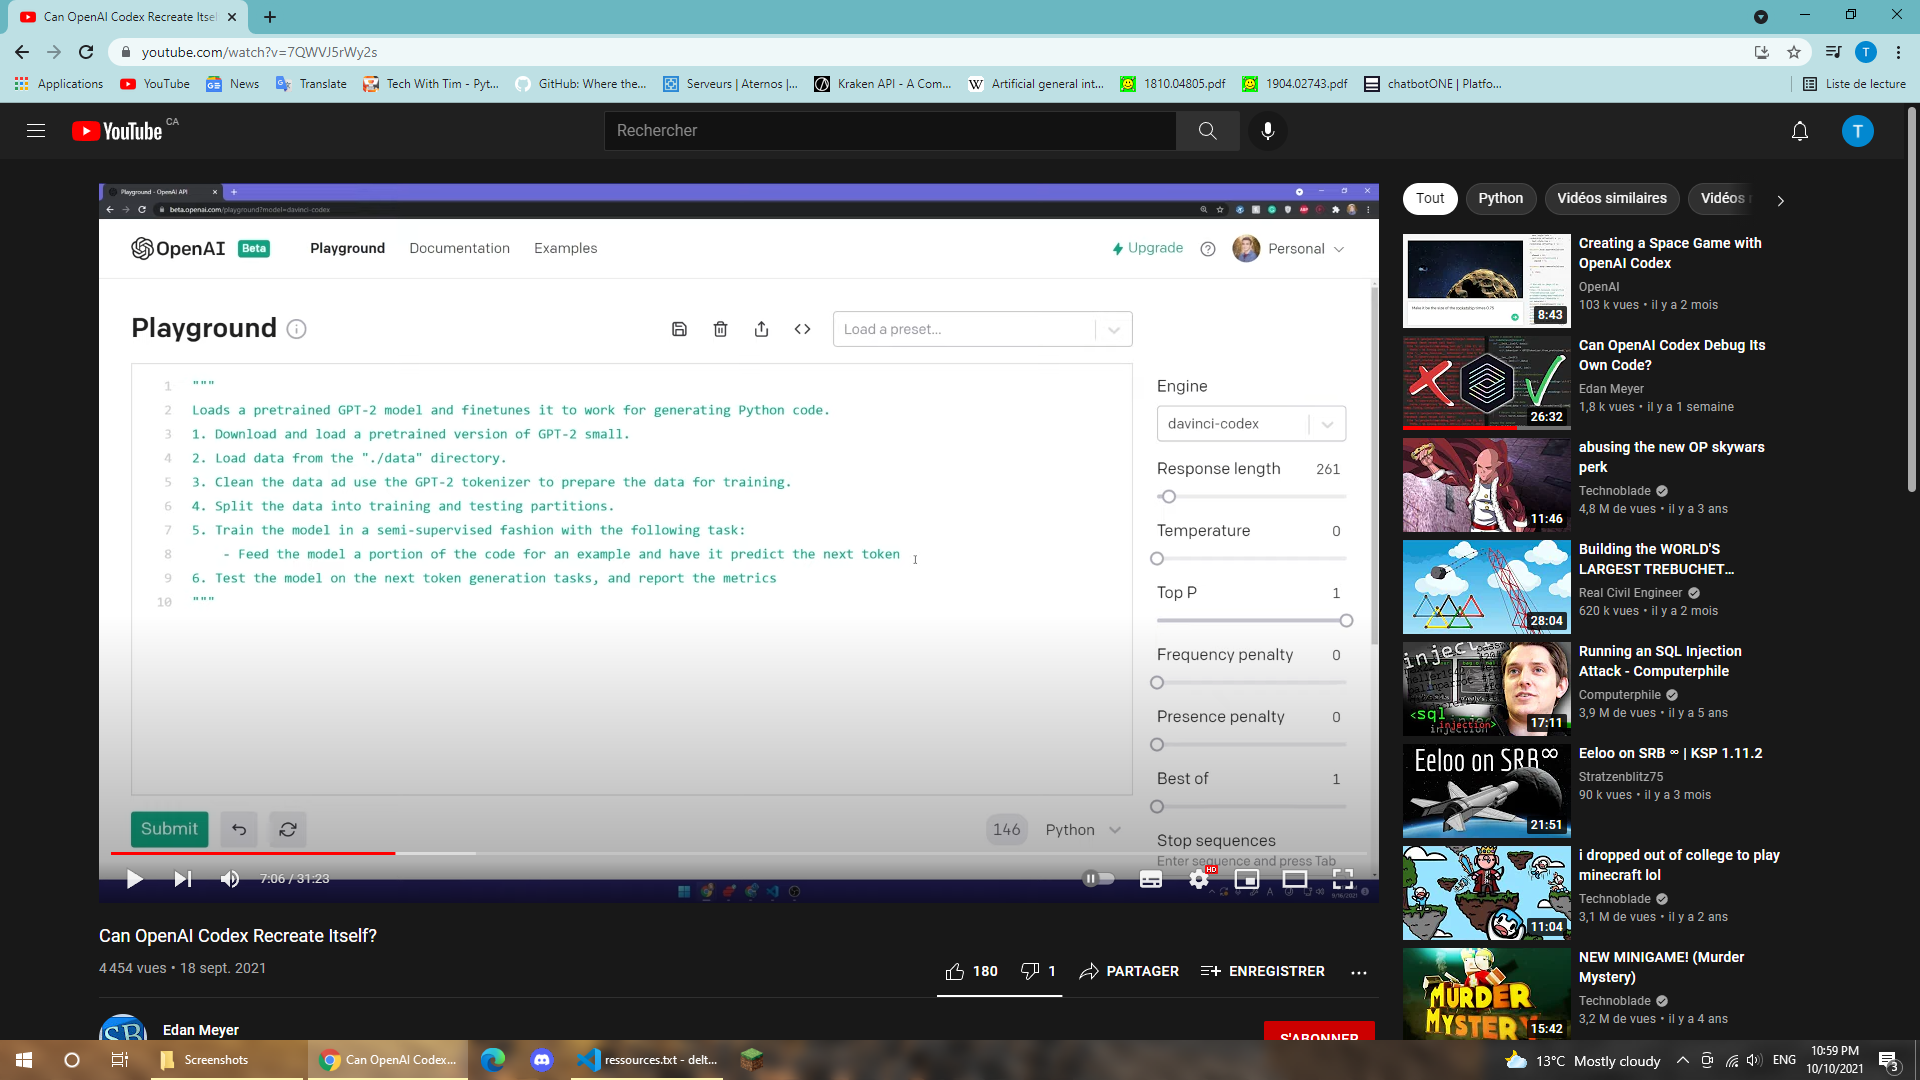 Can OpenAI Codex Recreate Itsel
youtube.com/watch?v=7QWVJ5rWy2s
Applications
YouTube
News
Translate
Tech With Tim - Pyt...
GitHub: Where the...
Serveurs | Aternos |...
Kraken API - A Com...
Artificial general int...
1810.04805.pdf
1904.02743.pdf
chatbotONE | Platfo...
Liste de lecture
YouTube CA
Rechercher
T
Playground - OpenAI API
beta.openai.com/playground?model=davinci-codex
OpenAI Beta
Playground
Documentation
Examples
Upgrade
Personal
Playground
Load a preset...
1 """
2 Loads a pretrained GPT-2 model and finetunes it to work for generating Python code.
3 1. Download and load a pretrained version of GPT-2 small.
4 2. Load data from the "./data" directory.
5 3. Clean the data ad use the GPT-2 tokenizer to prepare the data for training.
6 4. Split the data into training and testing partitions.
7 5. Train the model in a semi-supervised fashion with the following task:
8 - Feed the model a portion of the code for an example and have it predict the next token
9 6. Test the model on the next token generation tasks, and report the metrics
10 """
Engine
davinci-codex
Response length 261
Temperature 0
Top P 1
Frequency penalty 0
Presence penalty 0
Best of 1
Stop sequences
Enter sequence and press Tab
Submit
146
Python
7:06 / 31:23
HD
9/16/2021
Can OpenAI Codex Recreate Itself?
4 454 vues • 18 sept. 2021
180
1
PARTAGER
ENREGISTRER
SB
Edan Meyer
S'ABONNER
Tout
Python
Vidéos similaires
Vidéos
8:43
Creating a Space Game with
OpenAI Codex
OpenAI
103 k vues • il y a 2 mois
26:32
Can OpenAI Codex Debug Its
Own Code?
Edan Meyer
1,8 k vues • il y a 1 semaine
11:46
abusing the new OP skywars
perk
Technoblade
4,8 M de vues • il y a 3 ans
28:04
Building the WORLD'S
LARGEST TREBUCHET...
Real Civil Engineer
620 k vues • il y a 2 mois
<sql
injection>
17:11
Running an SQL Injection
Attack - Computerphile
Computerphile
3,9 M de vues • il y a 5 ans
Eeloo on SRB∞
21:51
Eeloo on SRB ∞ | KSP 1.11.2
Stratzenblitz75
90 k vues • il y a 3 mois
11:04
i dropped out of college to play
minecraft lol
Technoblade
3,1 M de vues • il y a 2 ans
MURDER
MYSTERY
15:42
NEW MINIGAME! (Murder
Mystery)
Technoblade
3,2 M de vues • il y a 4 ans
Screenshots
Can OpenAI Codex...
ressources.txt - delt...
13°C Mostly cloudy
ENG
10:59 PM
10/10/2021
3